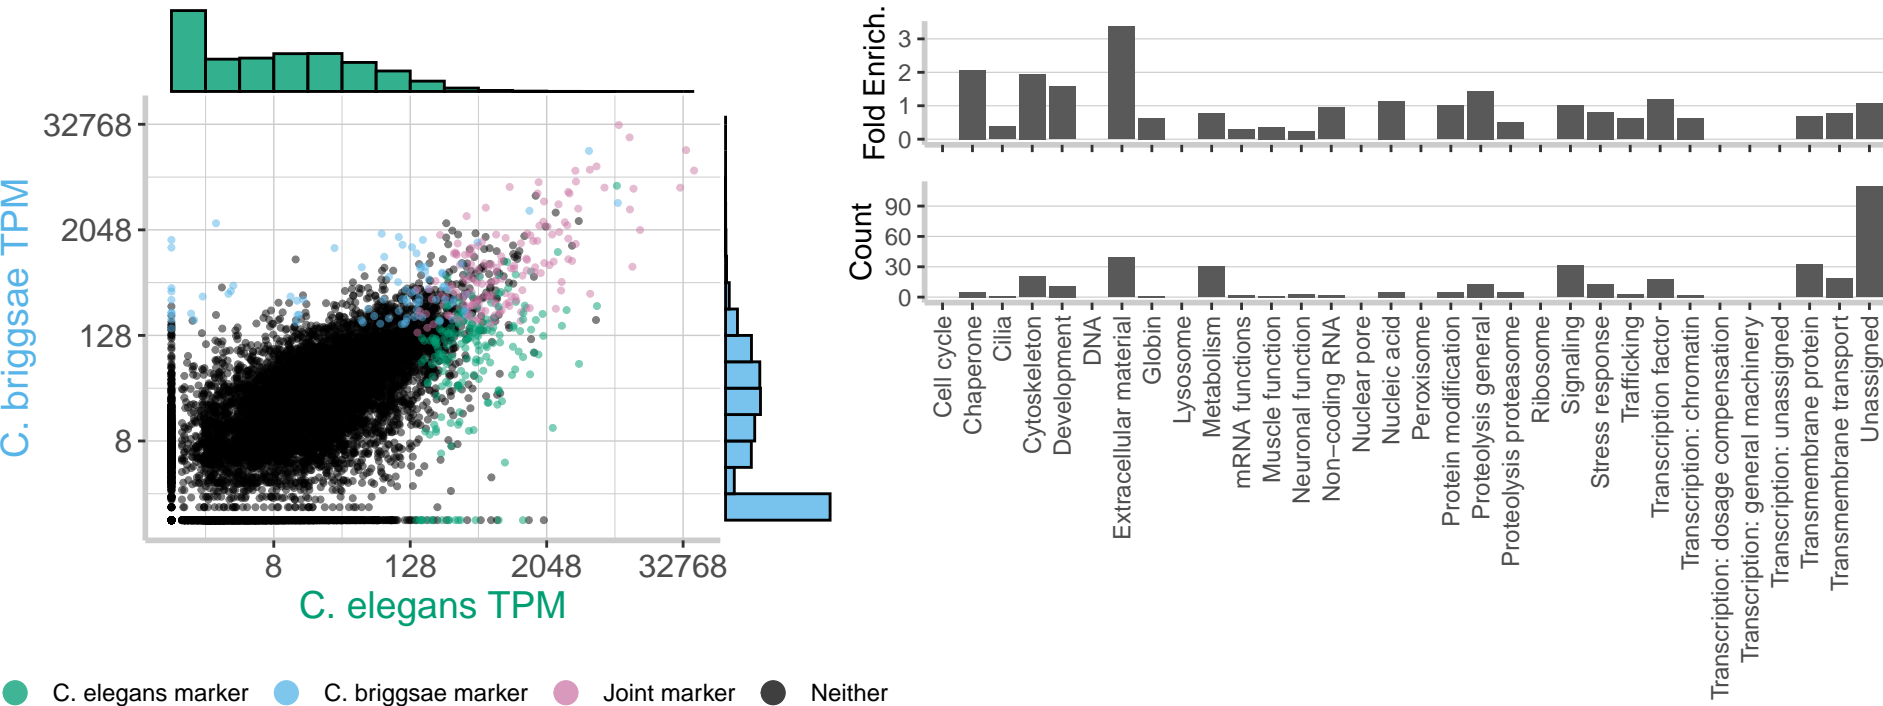 32768
2048
128
8
C. briggsae TPM
8
128
2048
32768
C. elegans TPM
C. elegans marker
C. briggsae marker
Joint marker
Neither
Fold Enrich.
3
2
1
0
Count
90
60
30
0
Cell cycle
Chaperone
Cilia
Cytoskeleton
Development
DNA
Extracellular material
Globin
Lysosome
Metabolism
mRNA functions
Muscle function
Neuronal function
Non−coding RNA
Nuclear pore
Nucleic acid
Peroxisome
Protein modification
Proteolysis general
Proteolysis proteasome
Ribosome
Signaling
Stress response
Trafficking
Transcription factor
Transcription: chromatin
Transcription: dosage compensation
Transcription: general machinery
Transcription: unassigned
Transmembrane protein
Transmembrane transport
Unassigned